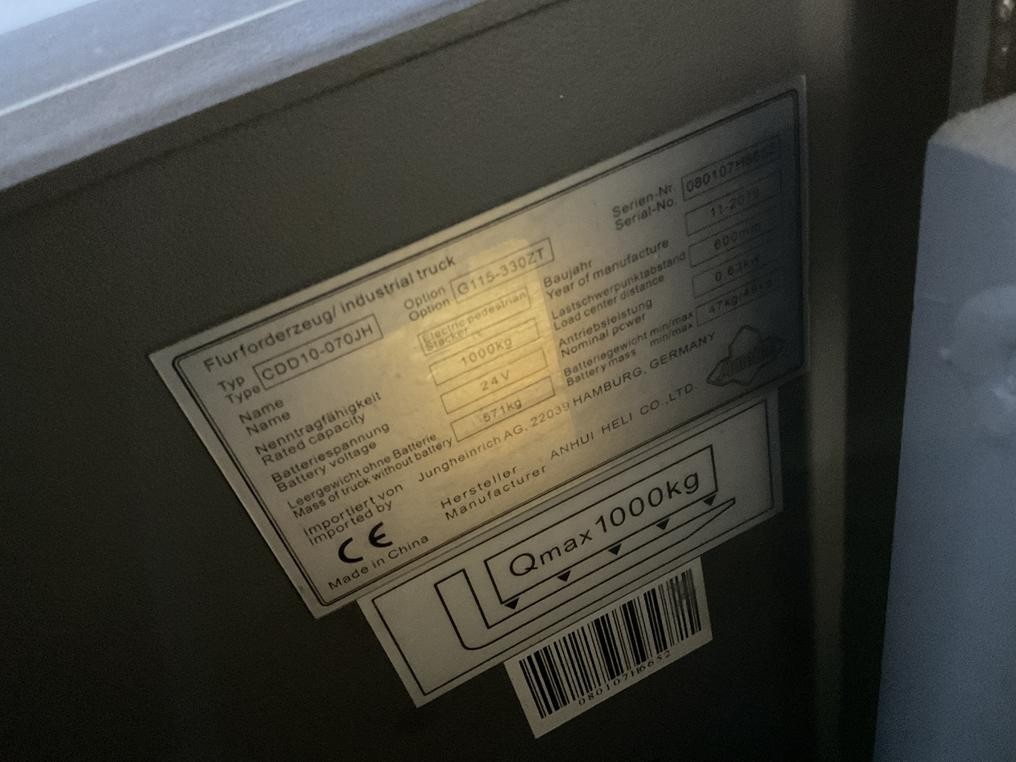 Flurförderzeug/ industrial truck
Typ
Type CDD10-070JH
Option
Option G115-330ZT
Serien-Nr.
Serial-No. 080107H6652
Name
Name
Electric pedestrian
Stacker
Baujahr
Year of manufacture 11-2019
Nenntragfähigkeit
Rated capacity 1000kg
Lastschwerpunktabstand
Load center distance 600mm
Batteriespannung
Battery voltage 24V
Antriebsleistung
Nominal power
Leergewicht ohne Batterie
Mass of truck without battery 571kg
Batteriegewicht min/max
Battery mass min/max
importiert von
Imported by Jungheinrich AG, 22039 HAMBURG, GERMANY
Hersteller
Manufacturer ANHUI HELI CO.,LTD.
CE
Made in China
Qmax1000kg
080107H6652